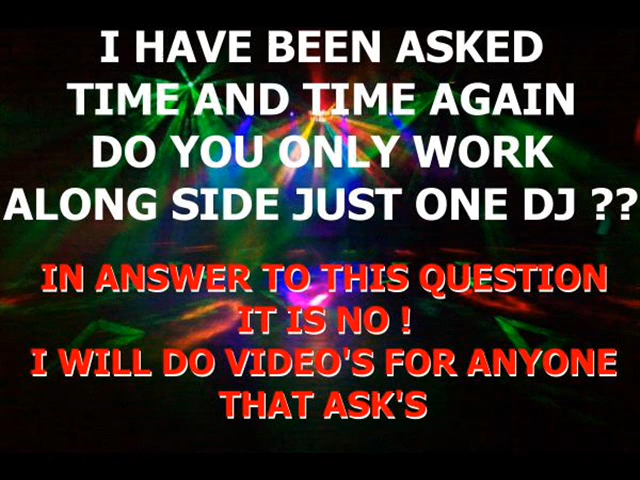 I HAVE BEEN ASKED
TIME AND TIME AGAIN
DO YOU ONLY WORK
ALONG SIDE JUST ONE DJ ??
IN ANSWER TO THIS QUESTION
IT IS NO !
I WILL DO VIDEO'S FOR ANYONE
THAT ASK'S